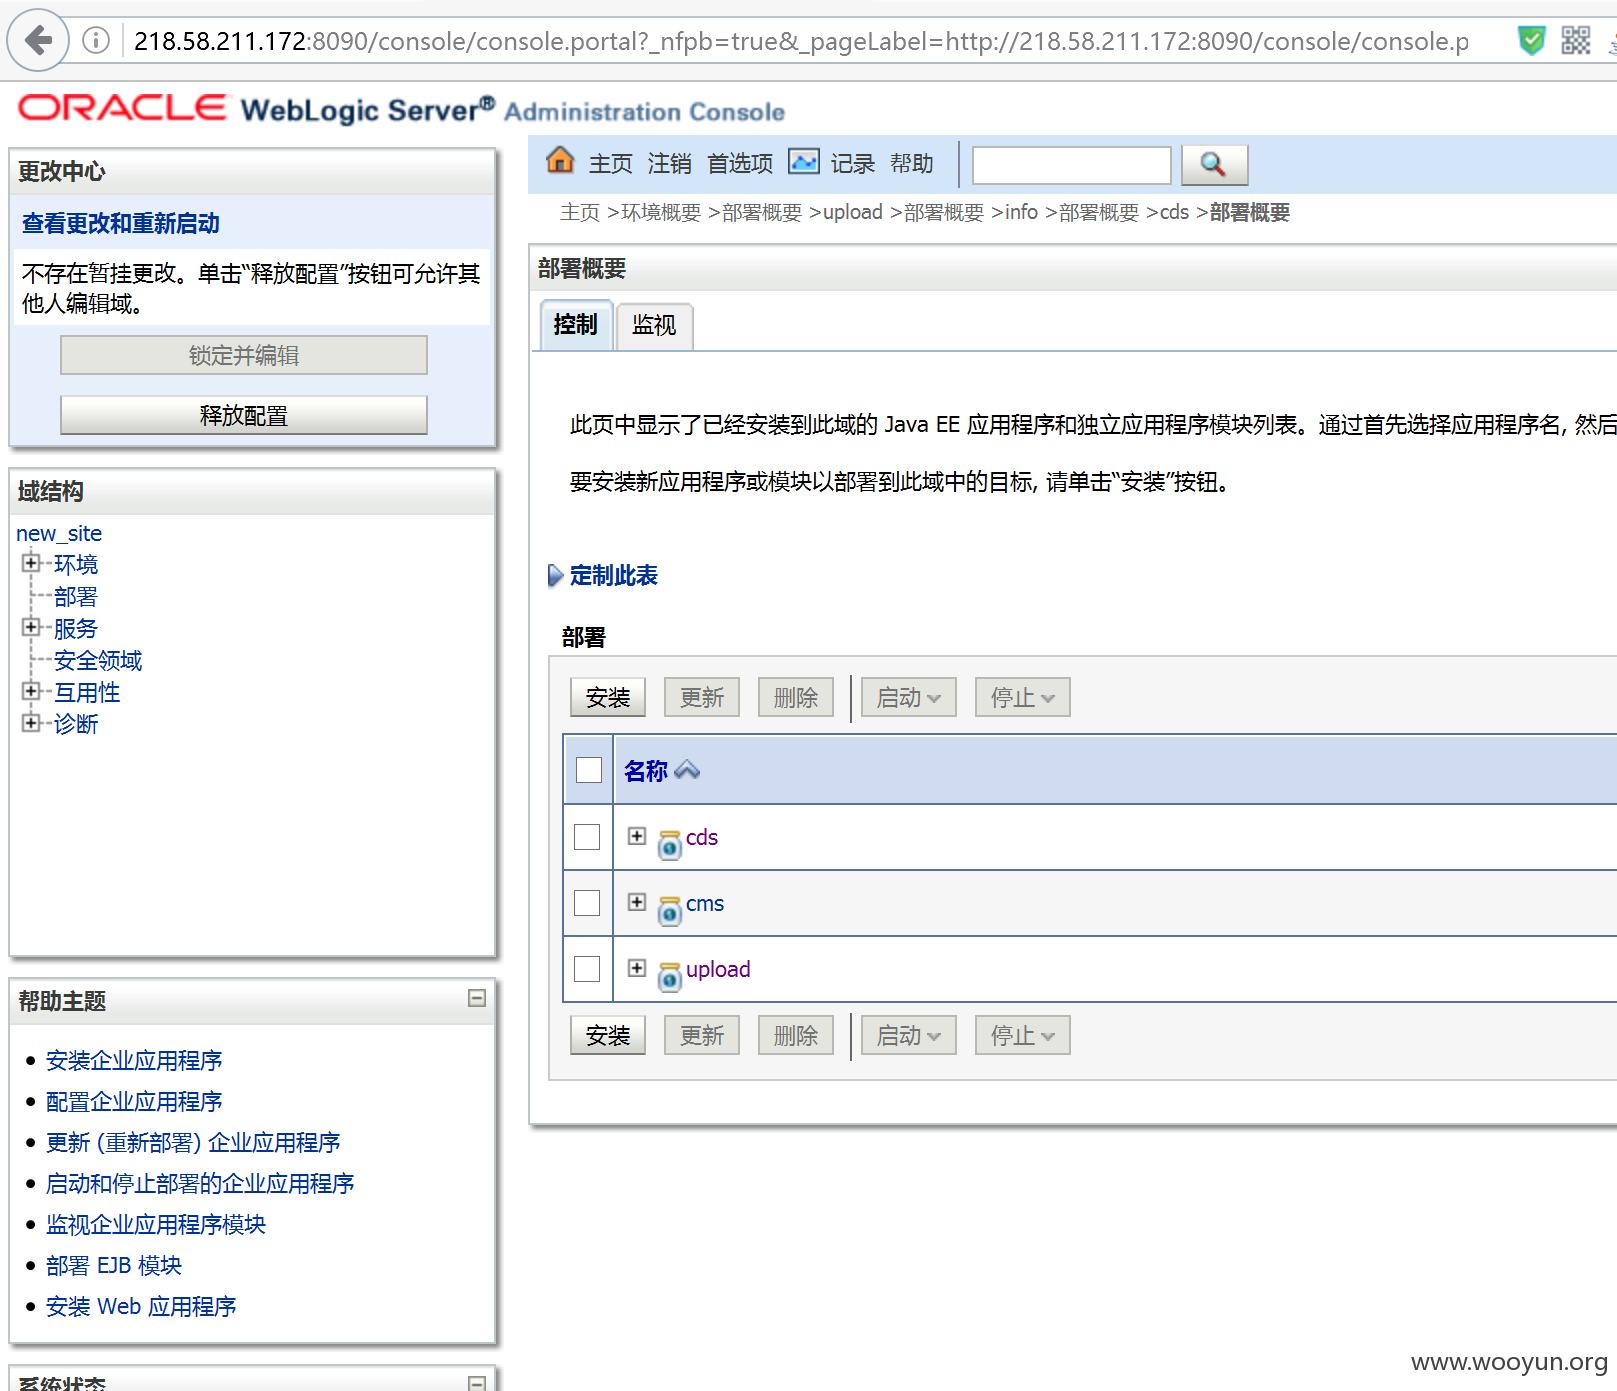 218.58.211.172:8090/console/console.portal?_nfpb=true&_pageLabel=http://218.58.211.172:8090/console/console.p
ORACLE WebLogic Server® Administration Console
更改中心
查看更改和重新启动
不存在暂挂更改。单击“释放配置”按钮可允许其
他人编辑域。
锁定并编辑
释放配置
域结构
new_site
环境
部署
服务
安全领域
互用性
诊断
帮助主题
安装企业应用程序
配置企业应用程序
更新 (重新部署) 企业应用程序
启动和停止部署的企业应用程序
监视企业应用程序模块
部署 EJB 模块
安装 Web 应用程序
系统状态
主页 注销 首选项 记录 帮助
主页 >环境概要 >部署概要 >upload >部署概要 >info >部署概要 >cds >部署概要
部署概要
控制 监视
此页中显示了已经安装到此域的 Java EE 应用程序和独立应用程序模块列表。通过首先选择应用程序名, 然后
要安装新应用程序或模块以部署到此域中的目标, 请单击“安装”按钮。
定制此表
部署
安装 更新 删除 启动 停止
名称
cds
cms
upload
安装 更新 删除 启动 停止
www.wooyun.org